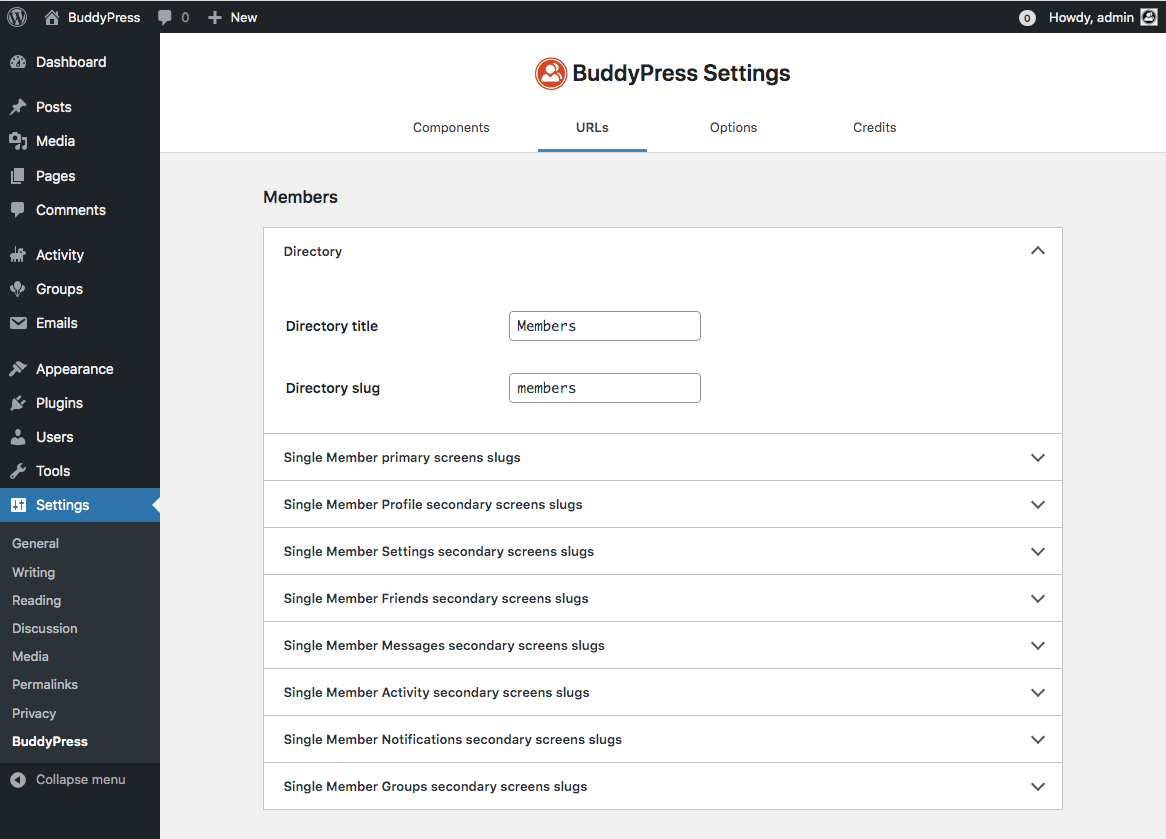 BuddyPress 0 New 0 Howdy, admin
Dashboard
Posts
Media
Pages
Comments
Activity
Groups
Emails
Appearance
Plugins
Users
Tools
Settings
General
Writing
Reading
Discussion
Media
Permalinks
Privacy
BuddyPress
Collapse menu
BuddyPress Settings
Components URLs Options Credits
Members
Directory
Directory title Members
Directory slug members
Single Member primary screens slugs
Single Member Profile secondary screens slugs
Single Member Settings secondary screens slugs
Single Member Friends secondary screens slugs
Single Member Messages secondary screens slugs
Single Member Activity secondary screens slugs
Single Member Notifications secondary screens slugs
Single Member Groups secondary screens slugs